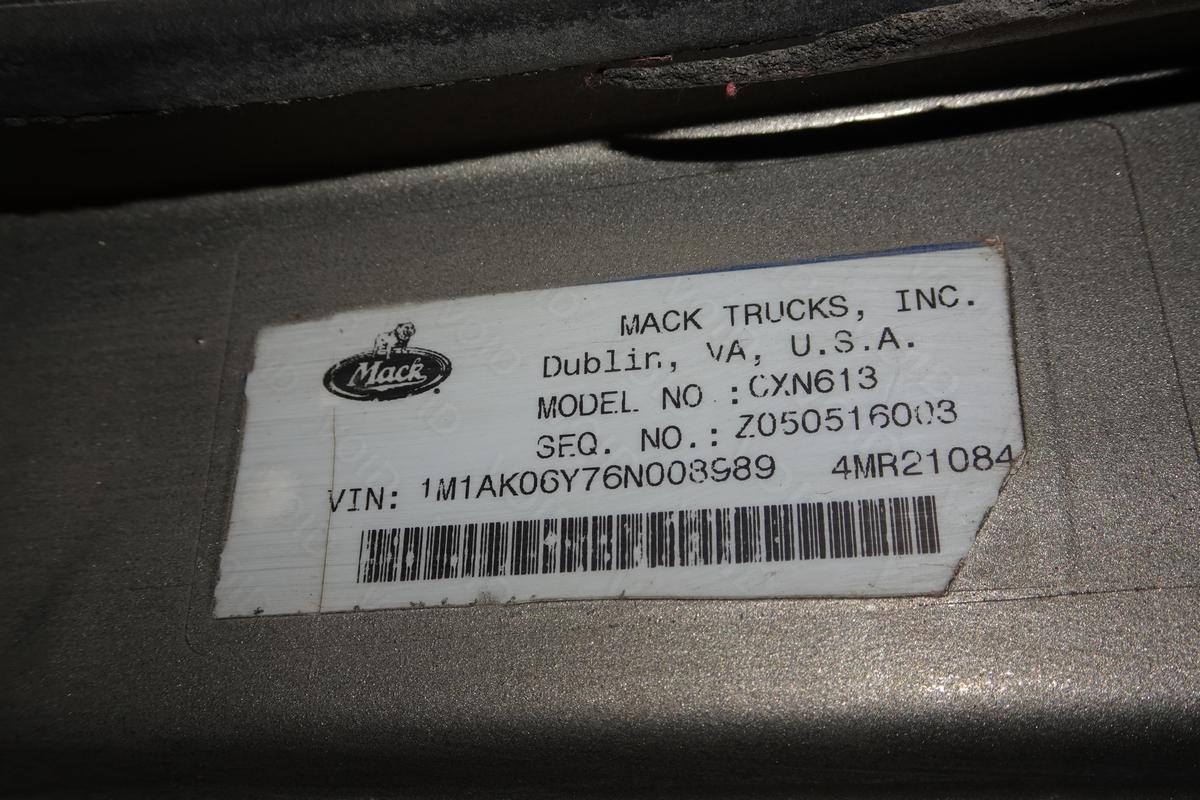 MACK TRUCKS, INC.
Mack
Dublin, VA, U.S.A.
MODEL NO.:CXN613
SEQ. NO.: Z050516003
VIN: 1M1AK06Y76N008989 4MR21084